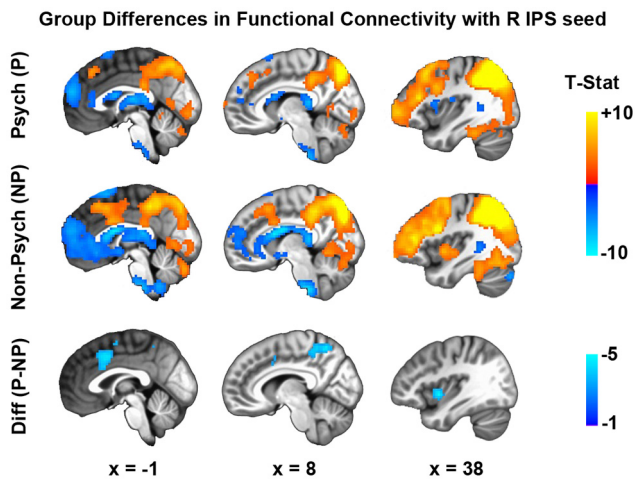 Group Differences in Functional Connectivity with R IPS seed
Psych (P)
T-Stat
+10
-10
Non-Psych (NP)
Diff (P-NP)
-5
-1
x = -1
x = 8
x = 38